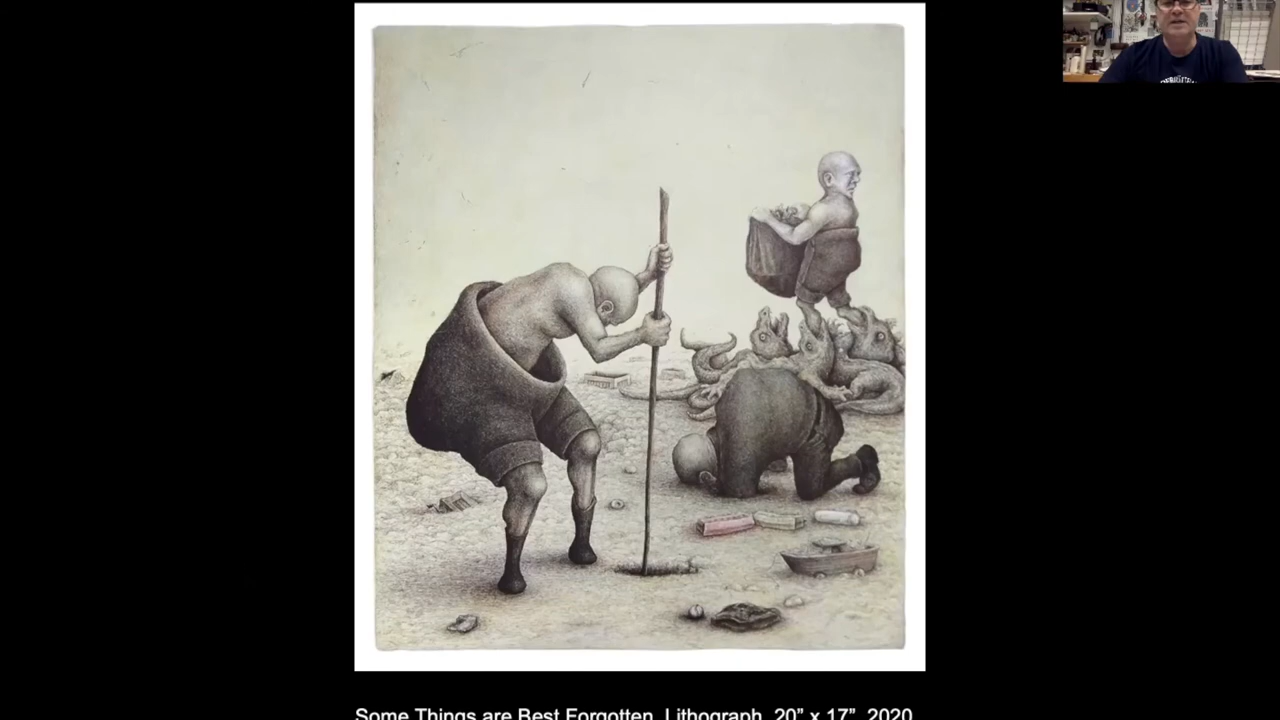 Some Things are Best Forgotten, Lithograph, 20” x 17”, 2020